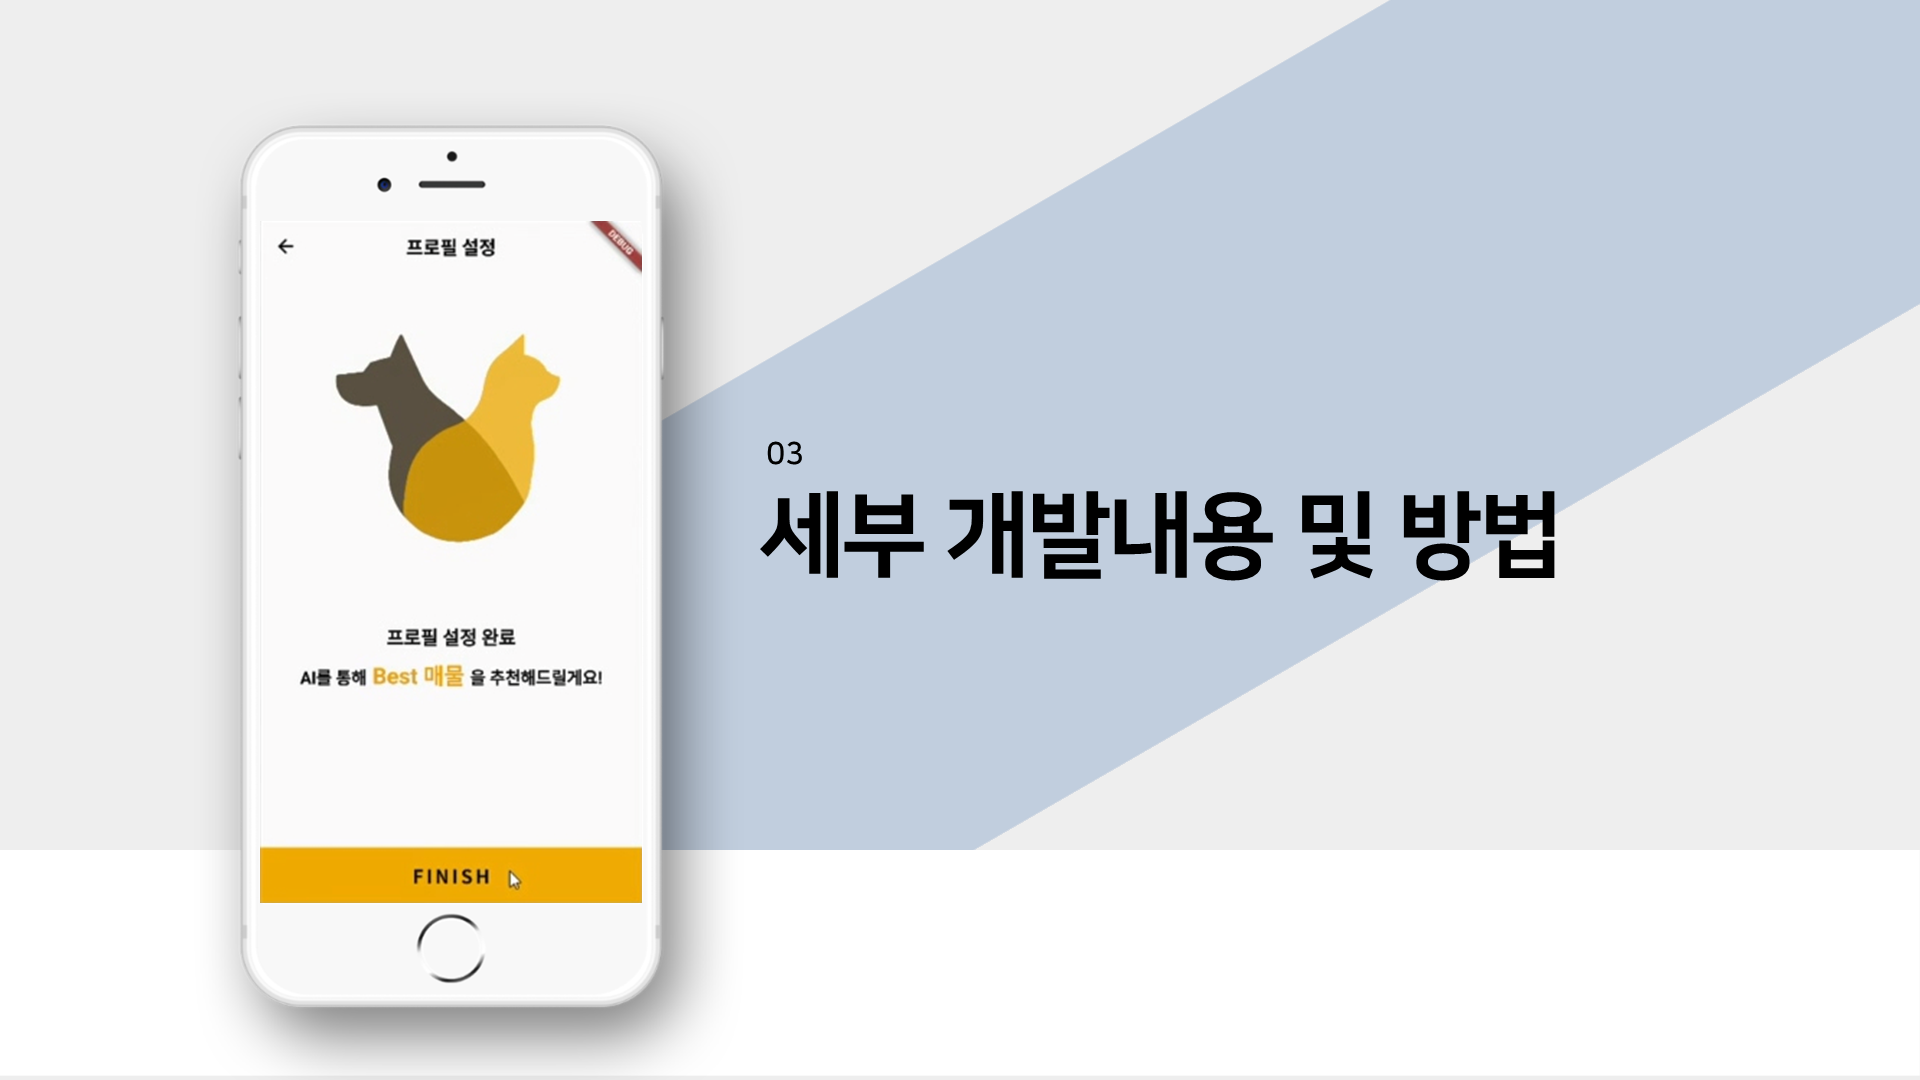 프로필 설정
DEBUG
프로필 설정 완료
AI를 통해 Best 매물 을 추천해드릴게요!
FINISH
03
세부 개발내용 및 방법